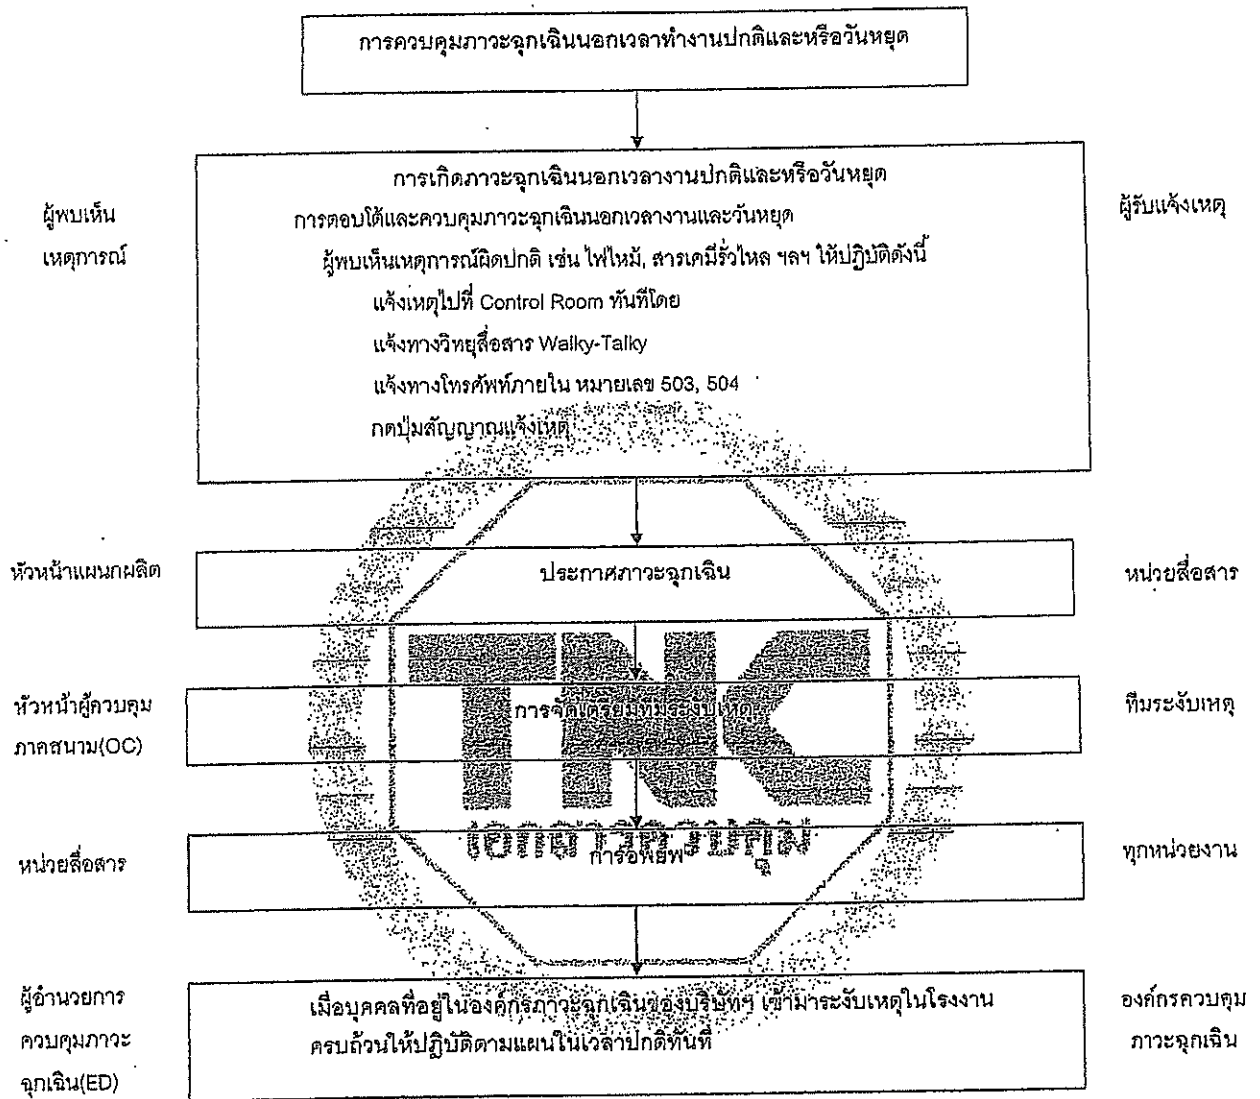 การควบคุมภาวะฉุกเฉินนอกเวลาทำงานปกติและหรือวันหยุด
การเกิดภาวะฉุกเฉินนอกเวลางานปกติและหรือวันหยุด
ผู้พบเห็น
เหตุการณ์
ผู้รับแจ้งเหตุ
การตอบโต้และควบคุมภาวะฉุกเฉินนอกเวลางานและวันหยุด
ผู้พบเห็นเหตุการณ์ผิดปกติ เช่น ไฟไหม้, สารเคมีรั่วไหล ฯลฯ ให้ปฏิบัติดังนี้
แจ้งเหตุไปที่ Control Room ทันทีโดย
แจ้งทางวิทยุสื่อสาร Walky-Talky
แจ้งทางโทรศัพท์ภายใน หมายเลข 503, 504
กดปุ่มสัญญาณแจ้งเหตุ
หัวหน้าแผนกผลิต
ประกาศภาวะฉุกเฉิน
หน่วยสื่อสาร
หัวหน้าผู้ควบคุม
ภาคสนาม(OC)
การจัดเตรียมทีมระงับเหตุ
ทีมระงับเหตุ
TKK
เอกสารควบคุม
หน่วยสื่อสาร
การอพยพ
ทุกหน่วยงาน
ผู้อำนวยการ
ควบคุมภาวะ
ฉุกเฉิน(ED)
เมื่อบุคคลที่อยู่ในองค์กรภาวะฉุกเฉินของบริษัทฯ เข้ามาระงับเหตุในโรงงาน
ครบถ้วนให้ปฏิบัติตามแผนในเวลาปกติทันที
องค์กรควบคุม
ภาวะฉุกเฉิน